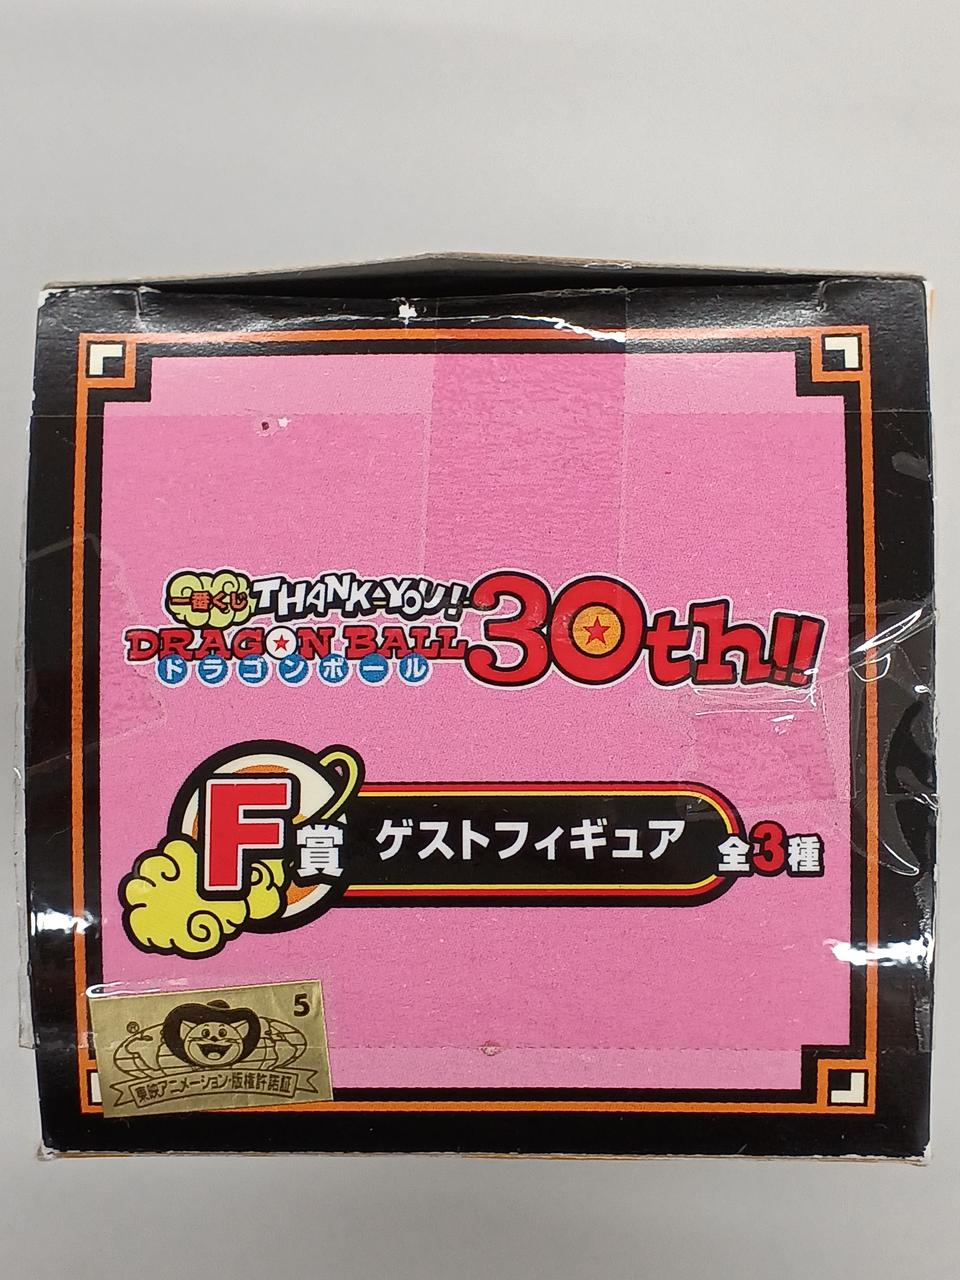 一番くじ THANK-YOU!
DRAGON BALL 30th!!
ドラゴンボール
F賞 ゲストフィギュア 全3種
5
®
東映アニメーション・版権許諾証